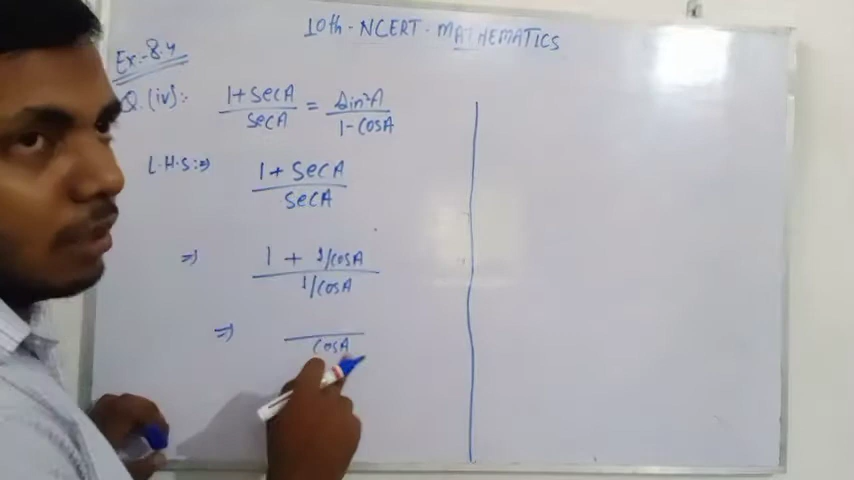 10th - NCERT - MATHEMATICS
Ex:- 8.4
Q. (iv):- 1+SecA/SecA = Sin²A/1-COSA
L.H.S:⇒ 1 + SecA/SecA
⇒ 1 + 1/COSA/1/COSA
⇒ /COSA